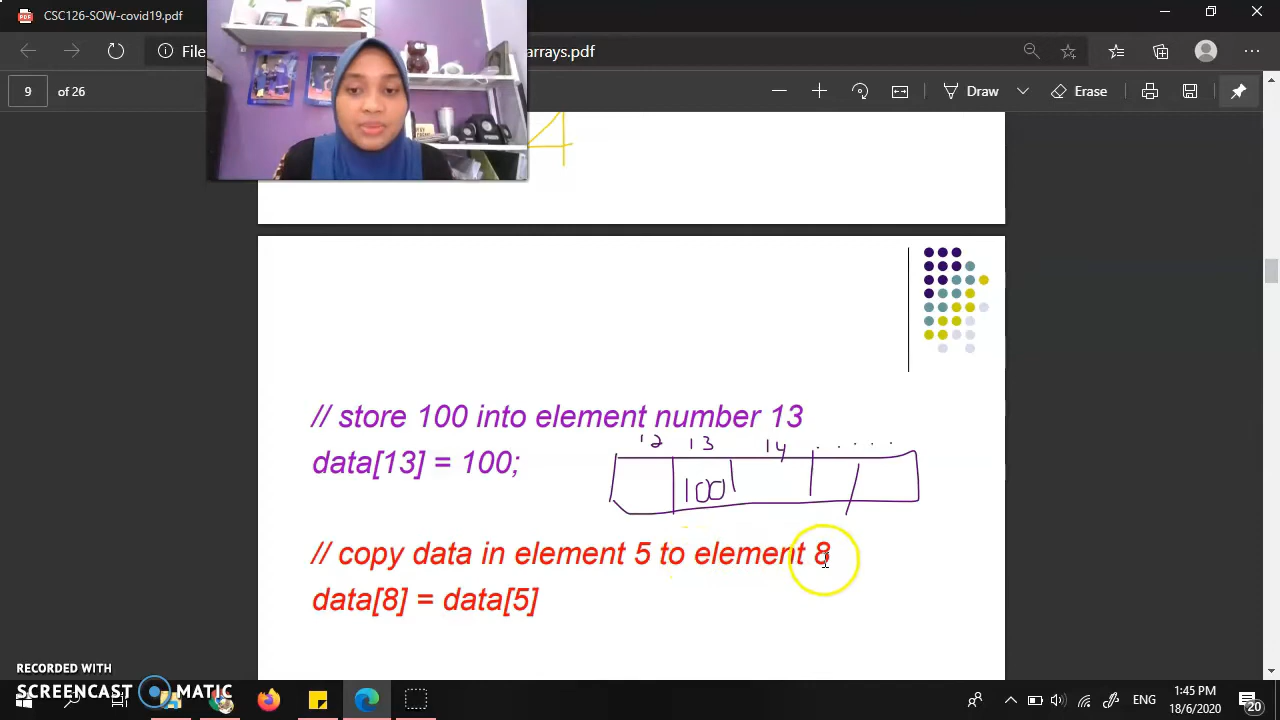 CSC126-SOW-covid19.pdf
File
arrays.pdf
9 of 26
Draw
Erase
4
// store 100 into element number 13
12 13 14 . . . . .
data[13] = 100;
100
// copy data in element 5 to element 8
data[8] = data[5]
RECORDED WITH
SCREENCAST MATIC
ENG
1:45 PM
18/6/2020
20